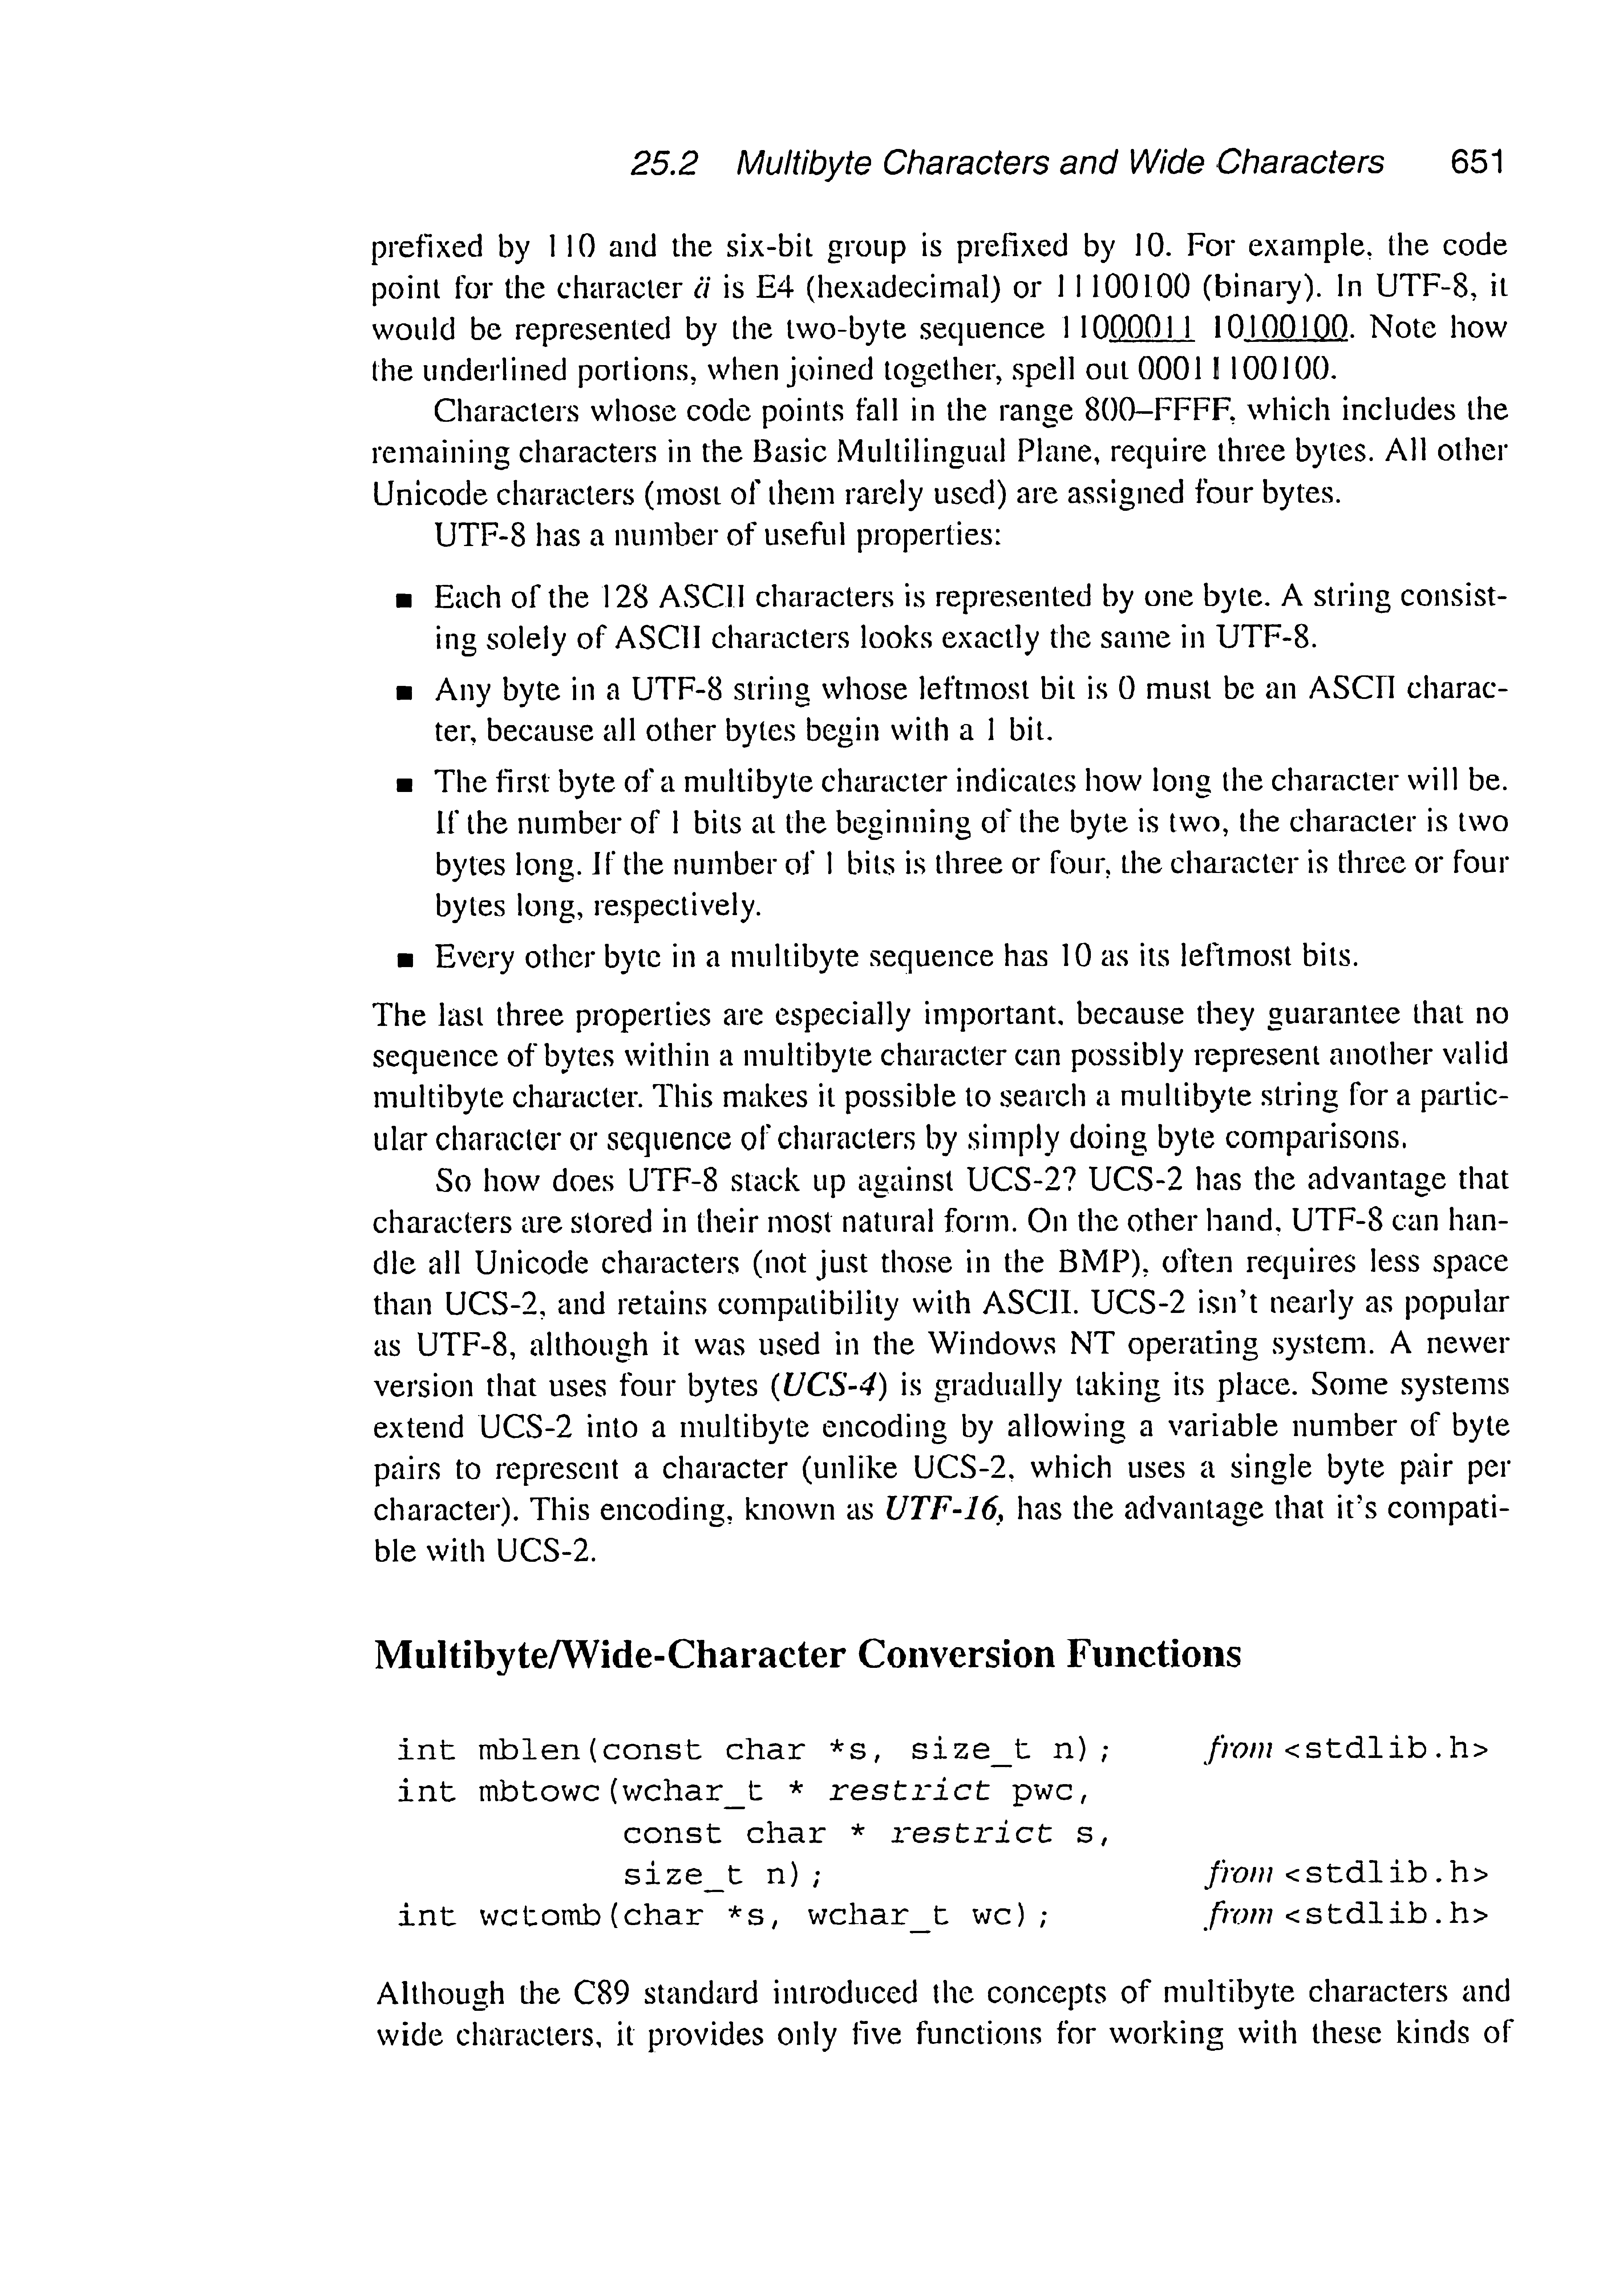 25.2 Multibyte Characters and Wide Characters 651
prefixed by 110 and the six-bit group is prefixed by 10. For example, the code
point for the character ä is E4 (hexadecimal) or 11100100 (binary). In UTF-8, it
would be represented by the two-byte sequence 11000011 10100100. Note how
the underlined portions, when joined together, spell out 00011100100.
Characters whose code points fall in the range 800–FFFF, which includes the
remaining characters in the Basic Multilingual Plane, require three bytes. All other
Unicode characters (most of them rarely used) are assigned four bytes.
UTF-8 has a number of useful properties:
■ Each of the 128 ASCII characters is represented by one byte. A string consist-
ing solely of ASCII characters looks exactly the same in UTF-8.
■ Any byte in a UTF-8 string whose leftmost bit is 0 must be an ASCII charac-
ter, because all other bytes begin with a 1 bit.
■ The first byte of a multibyte character indicates how long the character will be.
If the number of 1 bits at the beginning of the byte is two, the character is two
bytes long. If the number of 1 bits is three or four, the character is three or four
bytes long, respectively.
■ Every other byte in a multibyte sequence has 10 as its leftmost bits.
The last three properties are especially important, because they guarantee that no
sequence of bytes within a multibyte character can possibly represent another valid
multibyte character. This makes it possible to search a multibyte string for a partic-
ular character or sequence of characters by simply doing byte comparisons.
So how does UTF-8 stack up against UCS-2? UCS-2 has the advantage that
characters are stored in their most natural form. On the other hand, UTF-8 can han-
dle all Unicode characters (not just those in the BMP), often requires less space
than UCS-2, and retains compatibility with ASCII. UCS-2 isn't nearly as popular
as UTF-8, although it was used in the Windows NT operating system. A newer
version that uses four bytes (UCS-4) is gradually taking its place. Some systems
extend UCS-2 into a multibyte encoding by allowing a variable number of byte
pairs to represent a character (unlike UCS-2, which uses a single byte pair per
character). This encoding, known as UTF-16, has the advantage that it's compati-
ble with UCS-2.
Multibyte/Wide-Character Conversion Functions
int mblen(const char *s, size_t n); from <stdlib.h>
int mbtowc(wchar_t * restrict pwc,
const char * restrict s,
size_t n); from <stdlib.h>
int wctomb(char *s, wchar_t wc); from <stdlib.h>
Although the C89 standard introduced the concepts of multibyte characters and
wide characters, it provides only five functions for working with these kinds of